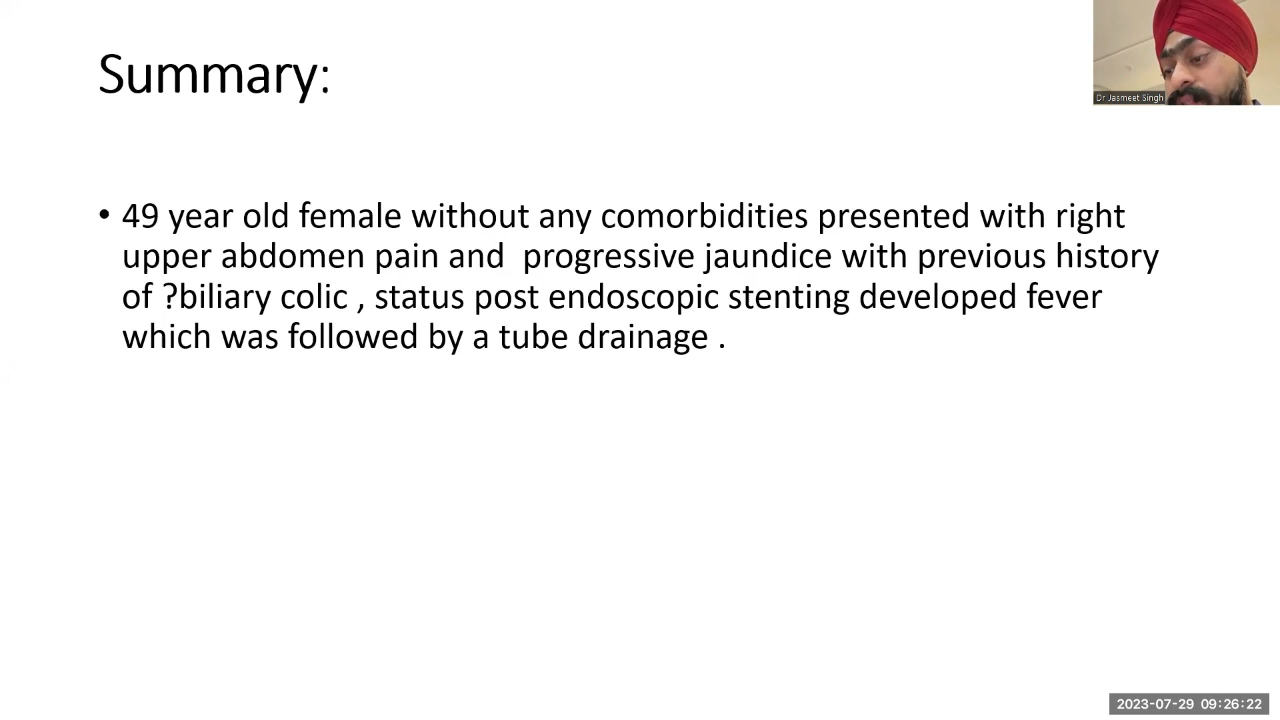 Summary:
Dr Jasmeet Singh
• 49 year old female without any comorbidities presented with right
upper abdomen pain and  progressive jaundice with previous history
of ?biliary colic , status post endoscopic stenting developed fever
which was followed by a tube drainage .
2023-07-29 09:26:22